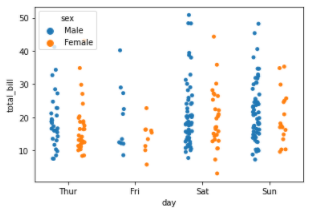 sex
Male
Female
50
40
30
20
10
total_bill
Thur
Fri
Sat
Sun
day